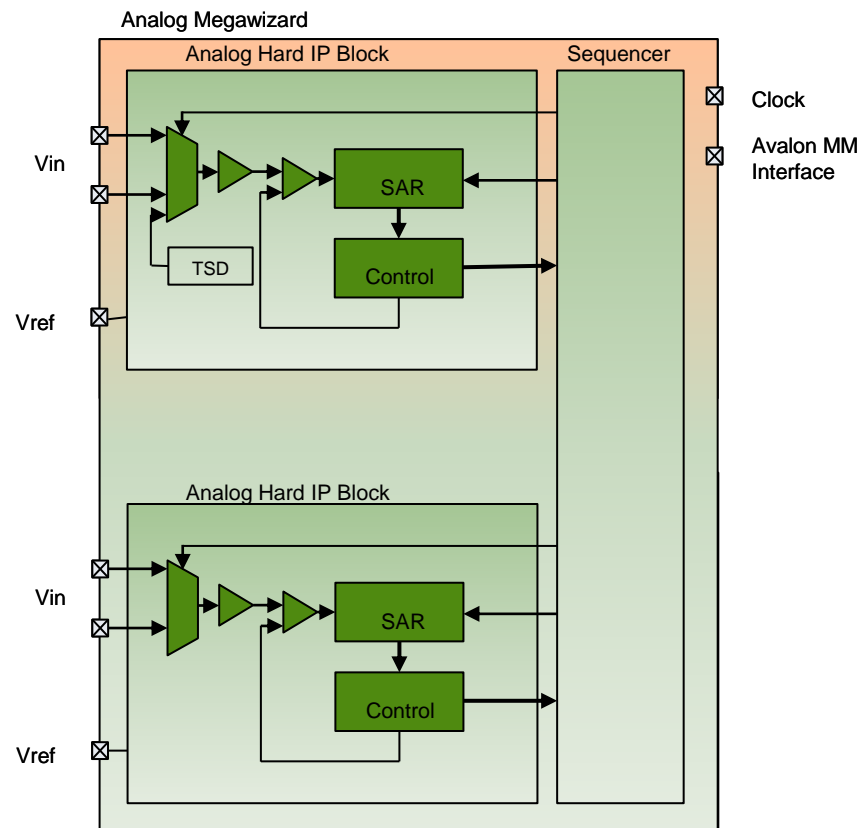 Analog Megawizard
Analog Hard IP Block
Sequencer
Clock
Avalon MM
Interface
Vin
SAR
TSD
Control
Vref
Analog Hard IP Block
Vin
SAR
Control
Vref